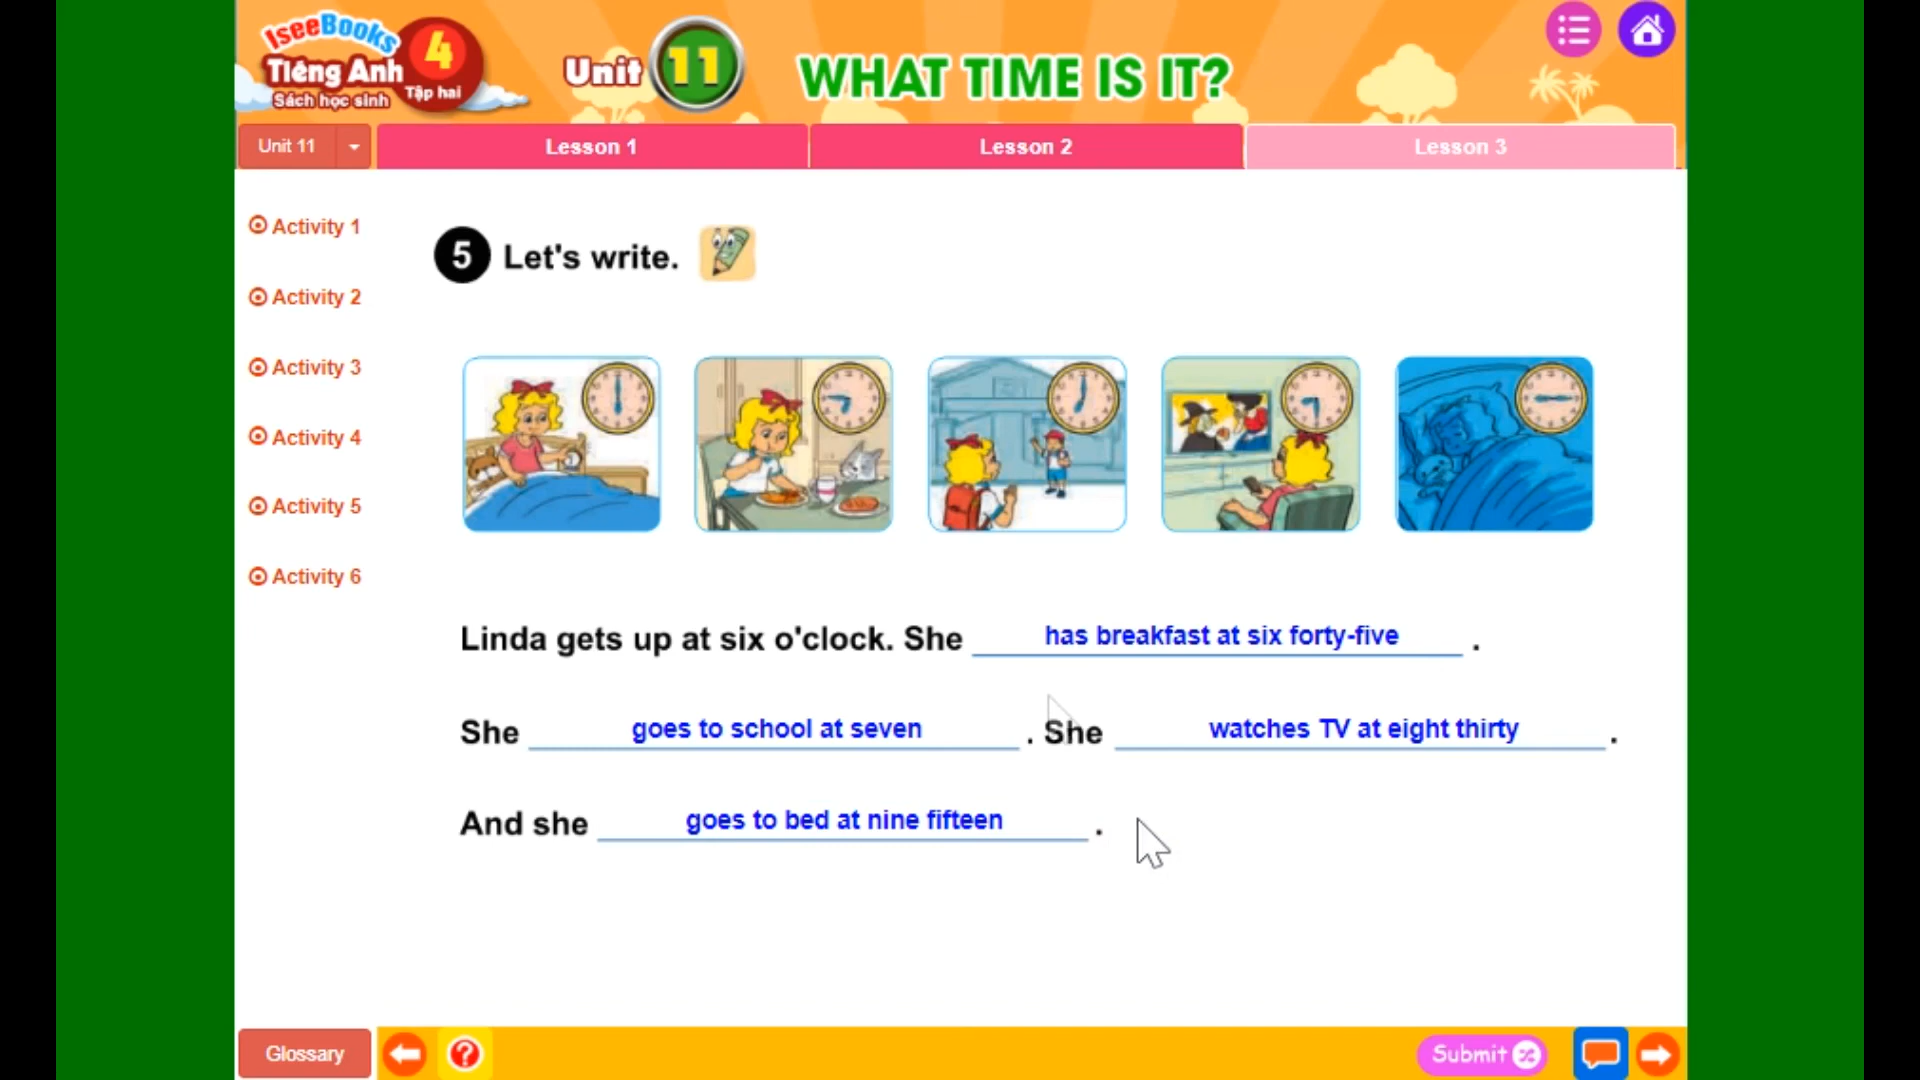 IseeBooks
Tiếng Anh 4
Sách học sinh Tập hai
Unit 11 WHAT TIME IS IT?
Unit 11 Lesson 1 Lesson 2 Lesson 3
Activity 1
Activity 2
Activity 3
Activity 4
Activity 5
Activity 6
5 Let's write.
Linda gets up at six o'clock. She has breakfast at six forty-five .
She goes to school at seven . She watches TV at eight thirty .
And she goes to bed at nine fifteen .
Glossary ? Submit